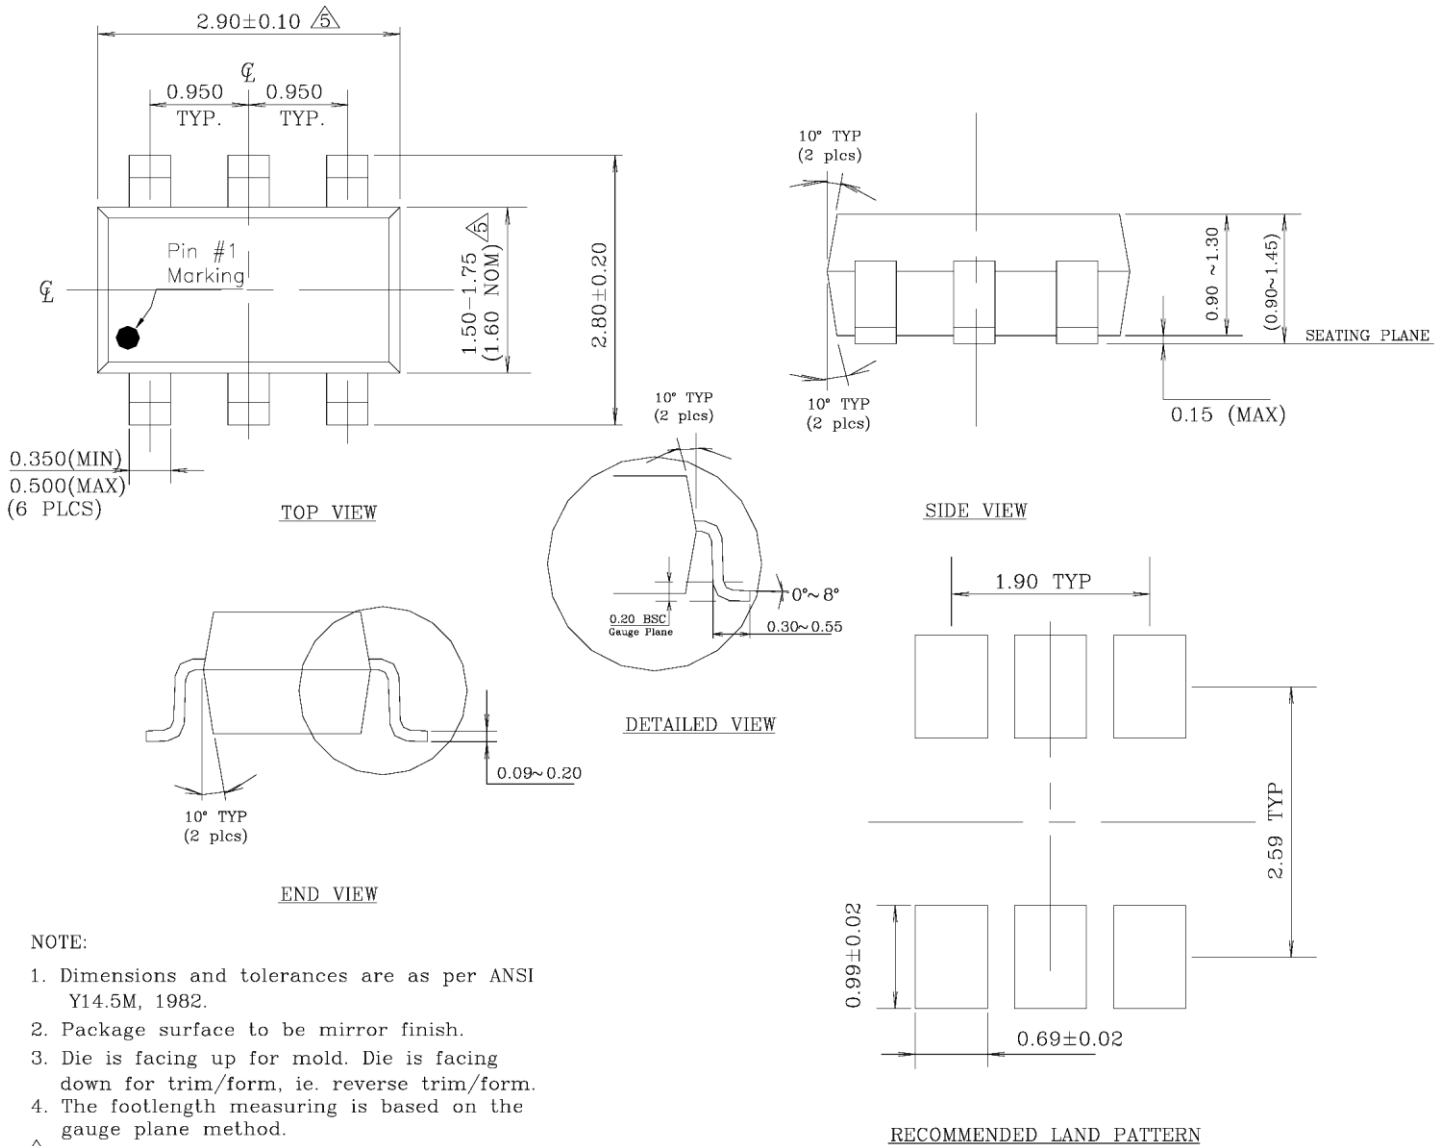 2.90±0.10 5
℄
0.950
TYP.
0.950
TYP.
Pin #1
Marking
℄
1.50-1.75 5
(1.60 NOM)
2.80±0.20
0.350(MIN)
0.500(MAX)
(6 PLCS)
TOP VIEW
10° TYP
(2 plcs)
0.90 ~1.30
(0.90~1.45)
SEATING PLANE
0.15 (MAX)
10° TYP
(2 plcs)
SIDE VIEW
10° TYP
(2 plcs)
0.20 BSC
Gauge Plane
0°~8°
0.30~0.55
DETAILED VIEW
0.09~0.20
10° TYP
(2 plcs)
END VIEW
1.90 TYP
2.59 TYP
0.99±0.02
0.69±0.02
RECOMMENDED LAND PATTERN
NOTE:
1. Dimensions and tolerances are as per ANSI
Y14.5M, 1982.
2. Package surface to be mirror finish.
3. Die is facing up for mold. Die is facing
down for trim/form, ie. reverse trim/form.
4. The footlength measuring is based on the
gauge plane method.